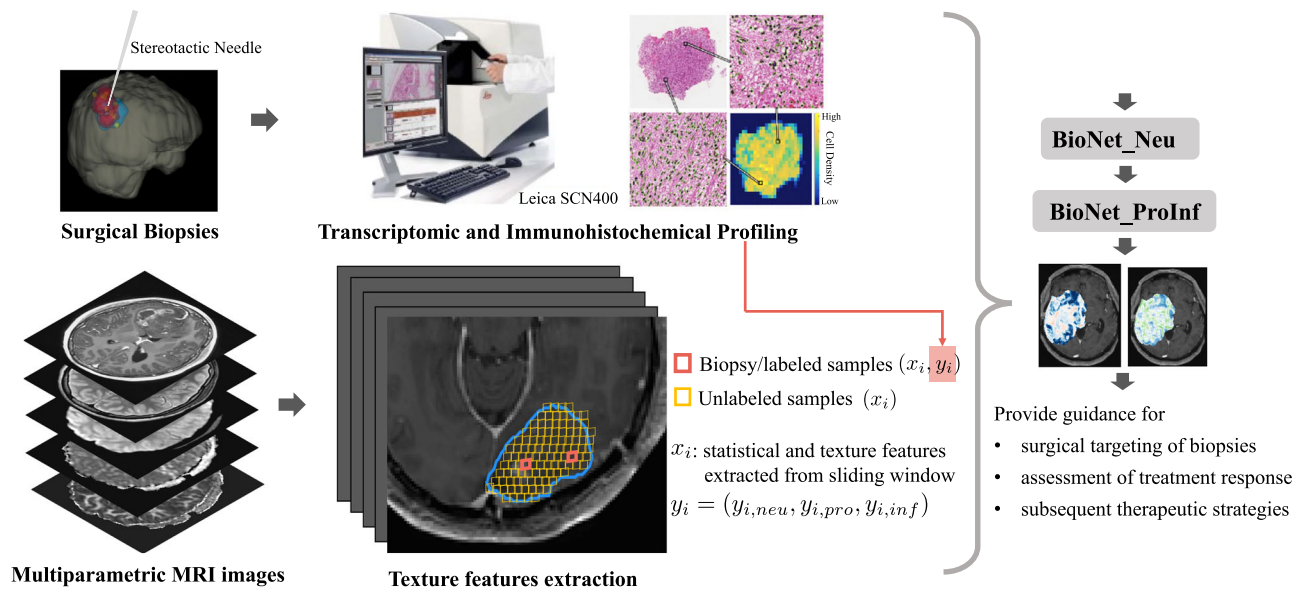 Stereotactic Needle
Surgical Biopsies
Leica SCN400
High
Cell Density
Low
Transcriptomic and Immunohistochemical Profiling
Multiparametric MRI images
Texture features extraction
Biopsy/labeled samples (x_i, y_i)
Unlabeled samples (x_i)
x_i: statistical and texture features
extracted from sliding window
y_i = (y_{i,neu}, y_{i,pro}, y_{i,inf})
BioNet_Neu
BioNet_ProInf
Provide guidance for
• surgical targeting of biopsies
• assessment of treatment response
• subsequent therapeutic strategies